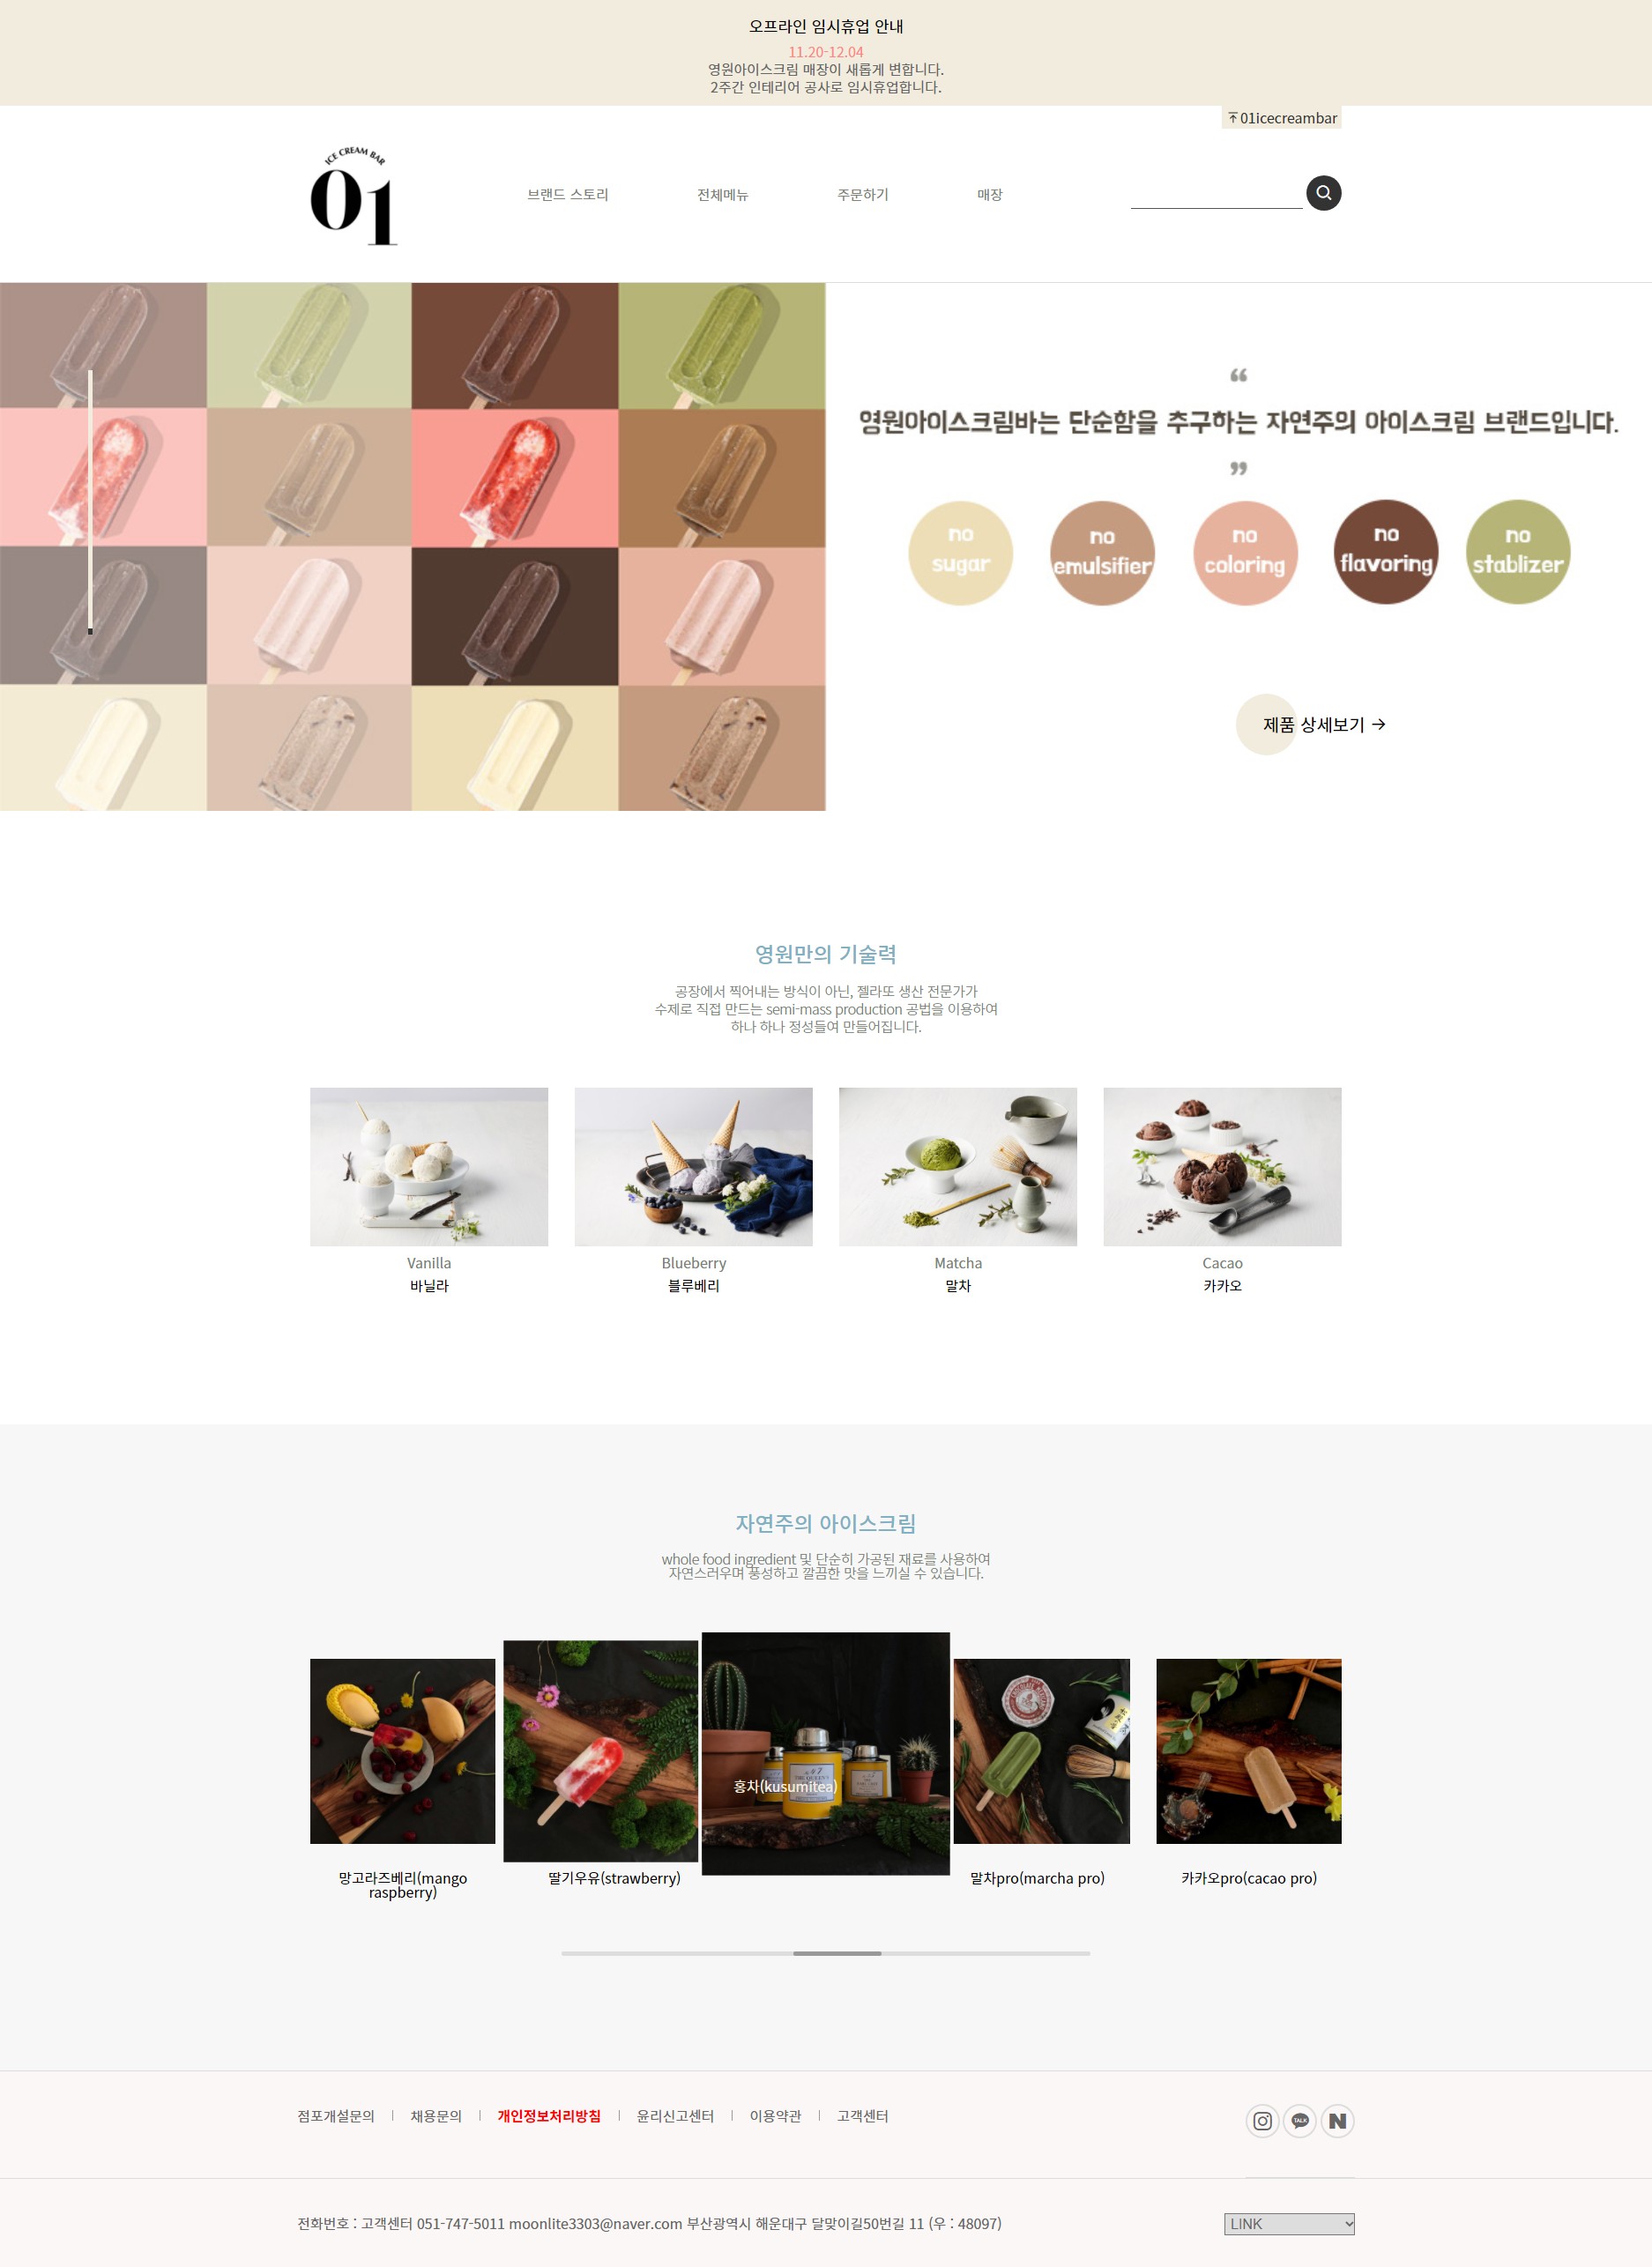 오프라인 임시휴업 안내
11.20-12.04
영원아이스크림 매장이 새롭게 변합니다.
2주간 인테리어 공사로 임시휴업합니다.
01icecreambar
ICE CREAM BAR
01
브랜드 스토리
전체메뉴
주문하기
매장
“
영원아이스크림바는 단순함을 추구하는 자연주의 아이스크림 브랜드입니다.
”
no
sugar
no
emulsifier
no
coloring
no
flavoring
no
stablizer
제품 상세보기 →
영원만의 기술력
공장에서 찍어내는 방식이 아닌, 젤라또 생산 전문가가
수제로 직접 만드는 semi-mass production 공법을 이용하여
하나 하나 정성들여 만들어집니다.
Vanilla
바닐라
Blueberry
블루베리
Matcha
말차
Cacao
카카오
자연주의 아이스크림
whole food ingredient 및 단순히 가공된 재료를 사용하여
자연스러우며 풍성하고 깔끔한 맛을 느끼실 수 있습니다.
망고라즈베리(mango
raspberry)
딸기우유(strawberry)
홍차(kusumitea)
말차pro(marcha pro)
카카오pro(cacao pro)
점포개설문의
채용문의
개인정보처리방침
윤리신고센터
이용약관
고객센터
TALK
N
전화번호 : 고객센터 051-747-5011 moonlite3303@naver.com 부산광역시 해운대구 달맞이길50번길 11 (우 : 48097)
LINK